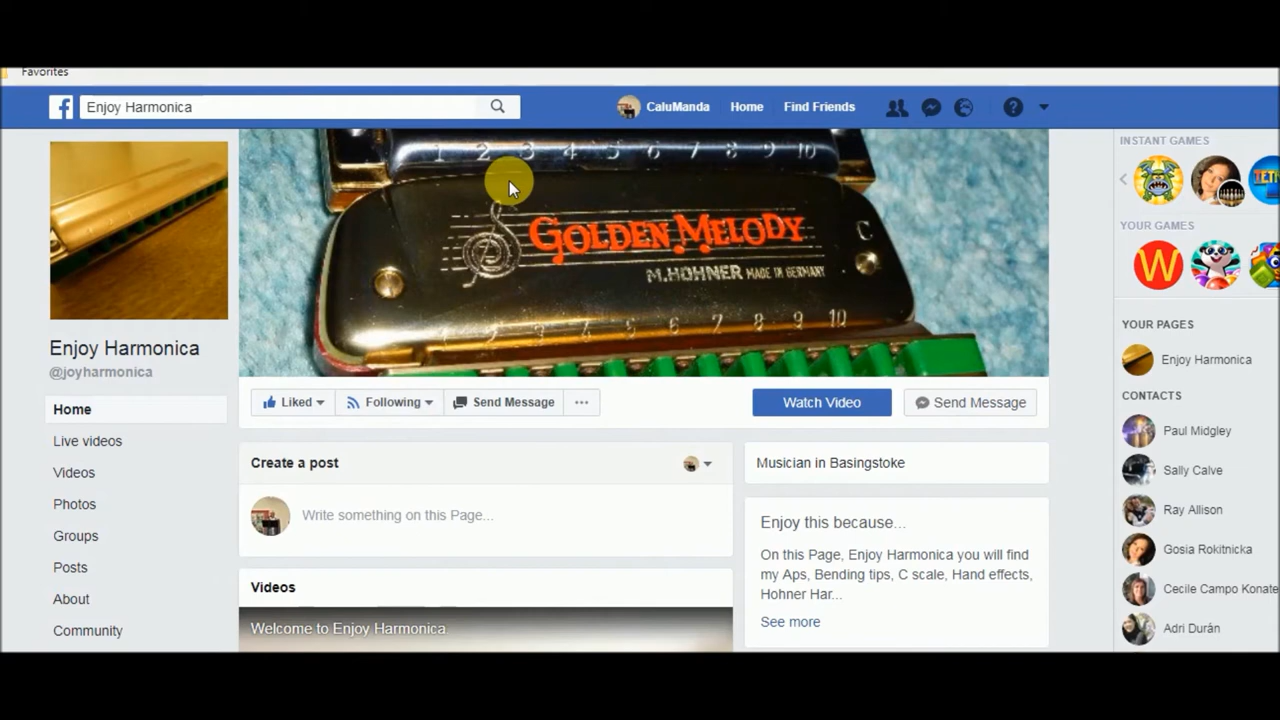 Favorites
Enjoy Harmonica
CaluManda
Home
Find Friends
?
INSTANT GAMES
1 2 3 4 5 6 7 8 9 10
GOLDEN MELODY
C
M.HOHNER MADE IN GERMANY
1 2 3 4 5 6 7 8 9 10
YOUR GAMES
W
YOUR PAGES
Enjoy Harmonica
Enjoy Harmonica
@joyharmonica
CONTACTS
Paul Midgley
Sally Calve
Ray Allison
Gosia Rokitnicka
Cecile Campo Konate
Adri Durán
Home
Live videos
Videos
Photos
Groups
Posts
About
Community
Liked
Following
Send Message
...
Watch Video
Send Message
Create a post
Write something on this Page...
Videos
Welcome to Enjoy Harmonica
Musician in Basingstoke
Enjoy this because...
On this Page, Enjoy Harmonica you will find
my Aps, Bending tips, C scale, Hand effects,
Hohner Har...
See more